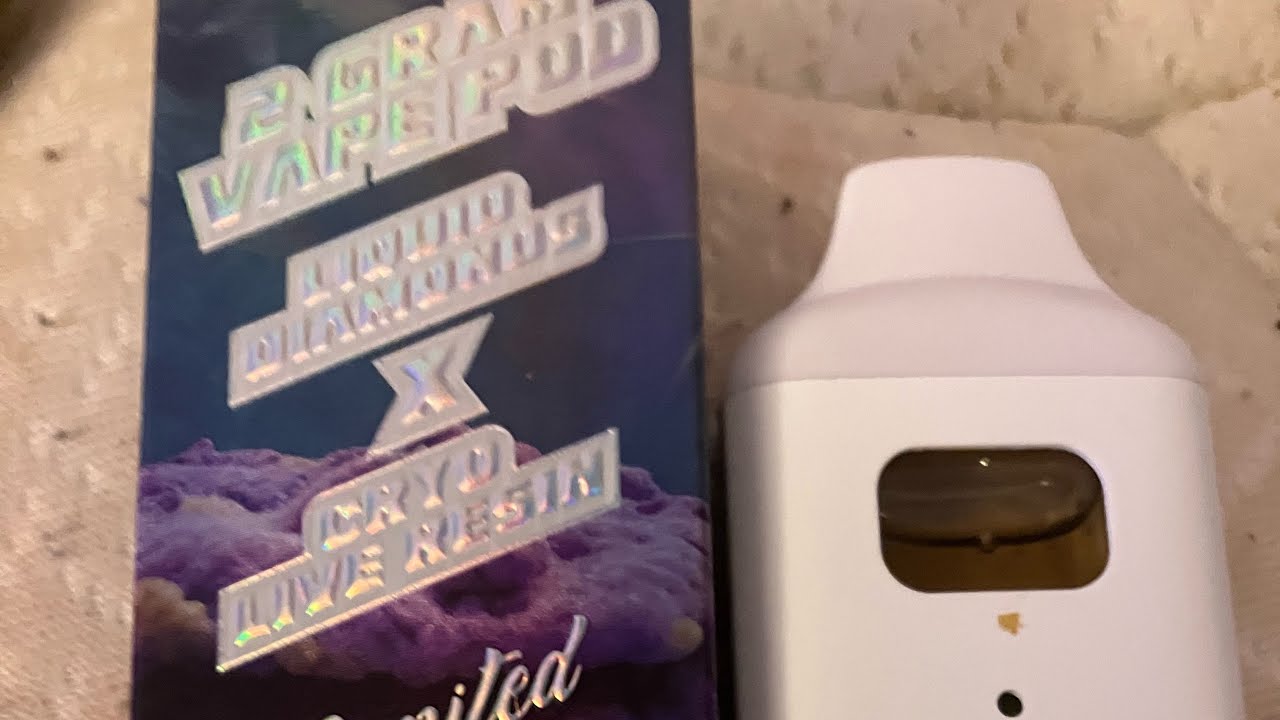 2 GRAM
VAPE POD
LIQUID
DIAMONDS
X
CRYO
LIVE RESIN